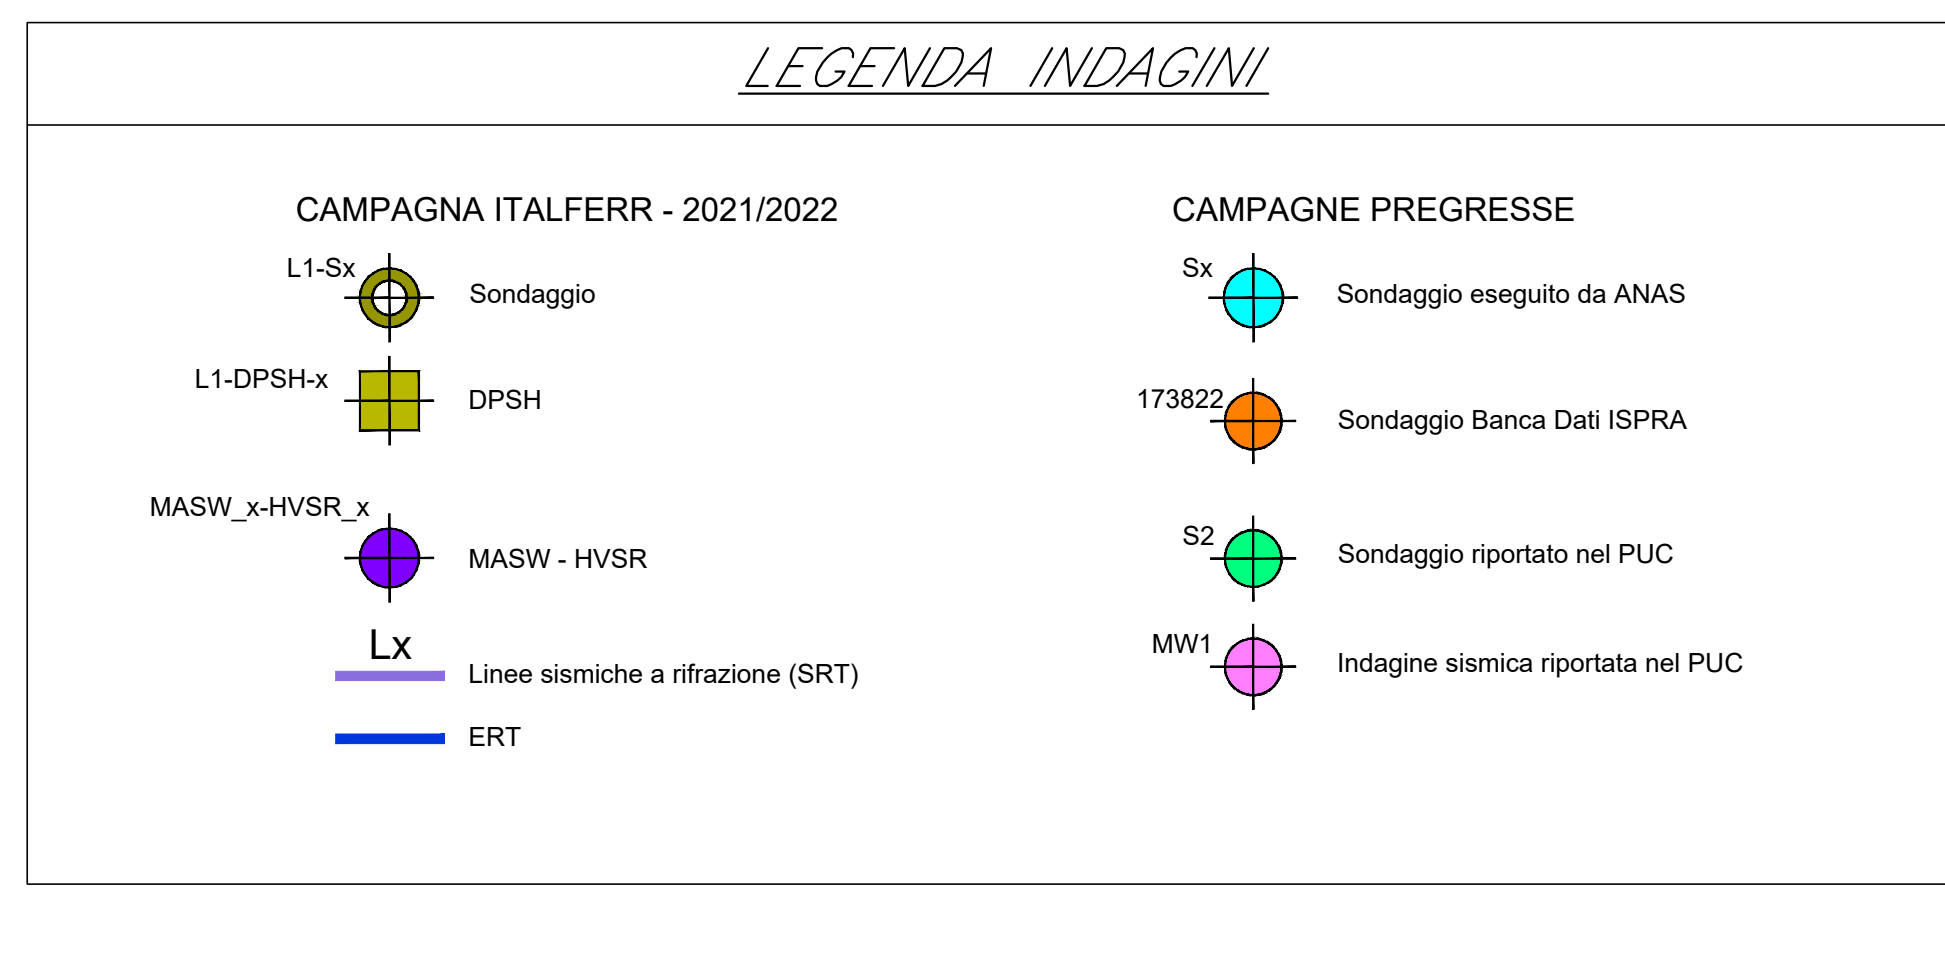 LEGENDA INDAGINI
CAMPAGNA ITALFERR - 2021/2022
L1-Sx
Sondaggio
L1-DPSH-x
DPSH
MASW_x-HVSR_x
MASW - HVSR
Lx
Linee sismiche a rifrazione (SRT)
ERT
CAMPAGNE PREGRESSE
Sx
Sondaggio eseguito da ANAS
173822
Sondaggio Banca Dati ISPRA
S2
Sondaggio riportato nel PUC
MW1
Indagine sismica riportata nel PUC